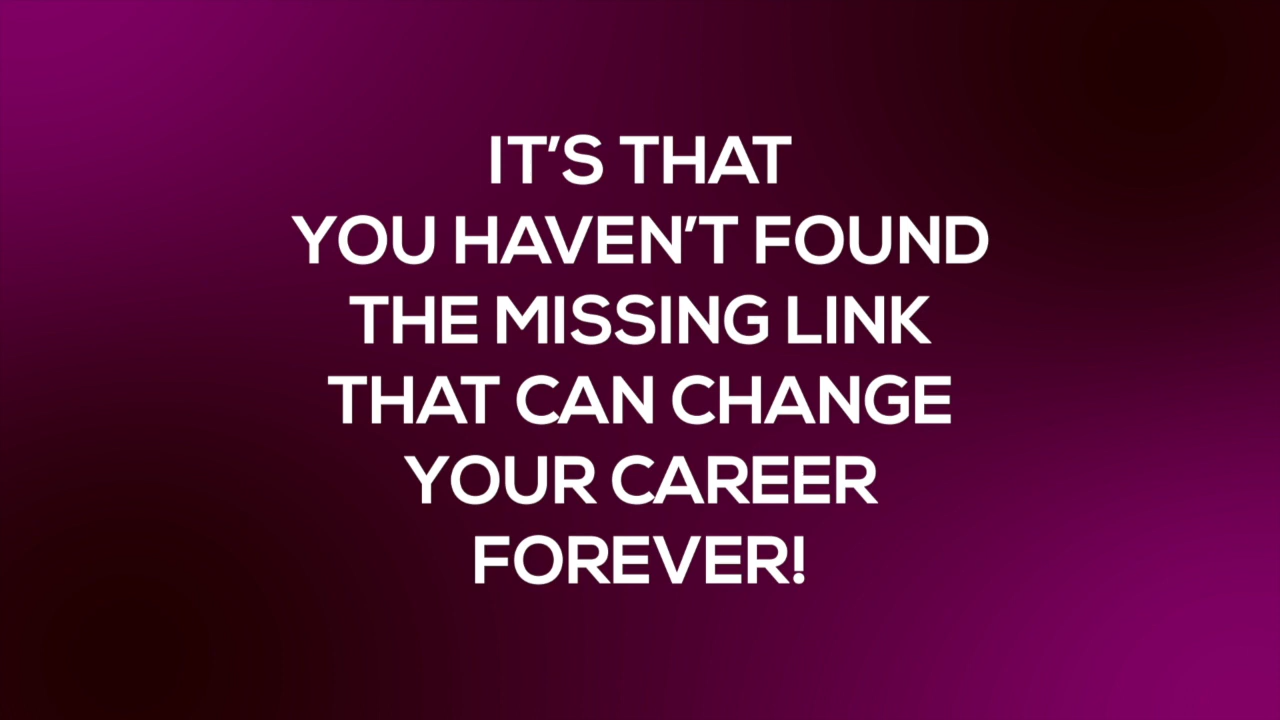 IT'S THAT
YOU HAVEN'T FOUND
THE MISSING LINK
THAT CAN CHANGE
YOUR CAREER
FOREVER!